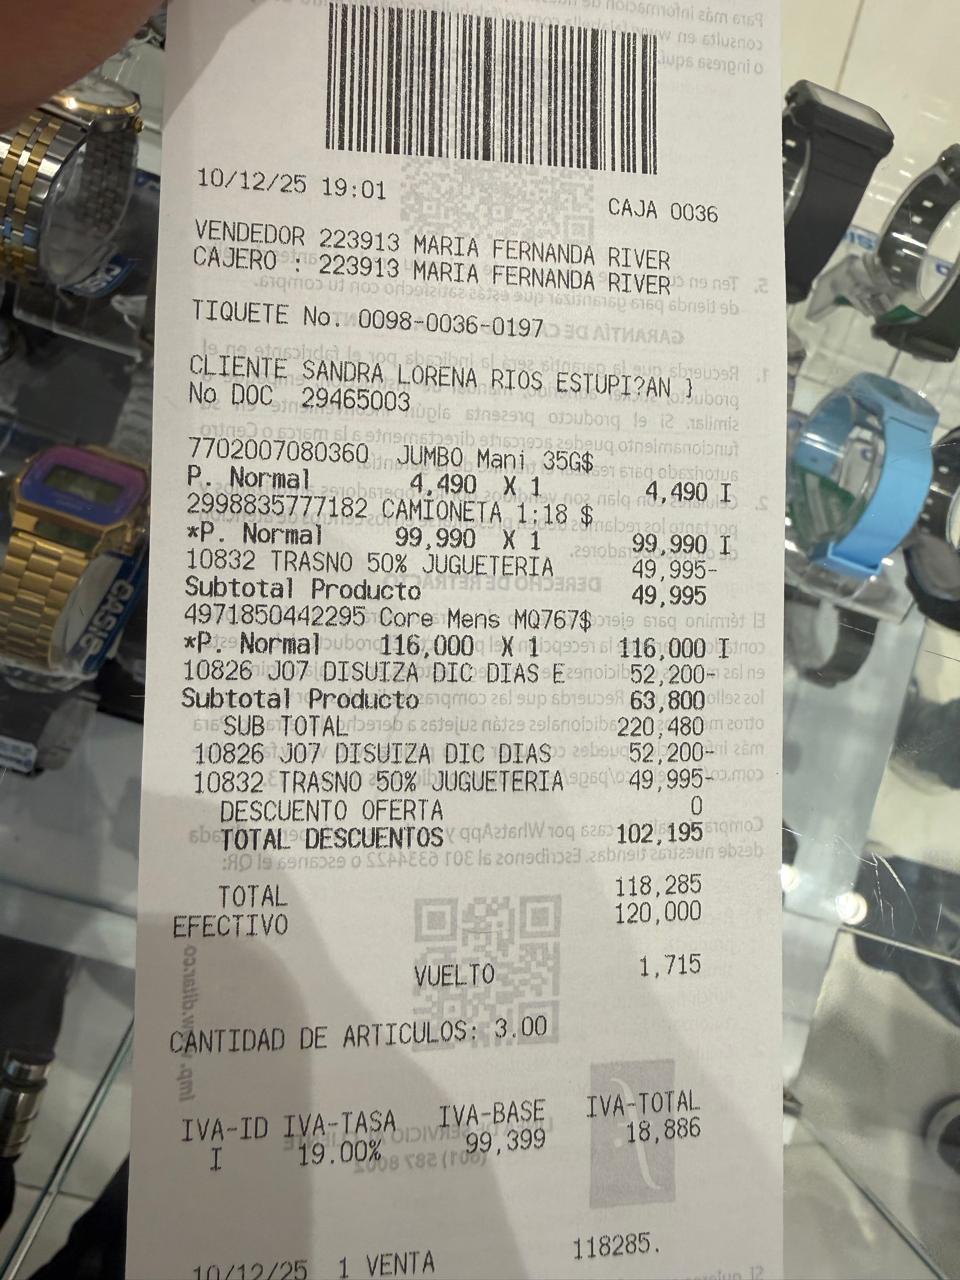 10/12/25 19:01 CAJA 0036
VENDEDOR 223913 MARIA FERNANDA RIVER
CAJERO : 223913 MARIA FERNANDA RIVER
TIQUETE No. 0098-0036-0197
CLIENTE SANDRA LORENA RIOS ESTUPI?AN }
No DOC 29465003
7702007080360 JUMBO Mani 35G$
P. Normal 4,490 X 1 4,490 I
2998835777182 CAMIONETA 1:18 $
*P. Normal 99,990 X 1 99,990 I
10832 TRASNO 50% JUGUETERIA 49,995-
Subtotal Producto 49,995
4971850442295 Core Mens MQ767$
*P. Normal 116,000 X 1 116,000 I
10826 J07 DISUIZA DIC DIAS E 52,200-
Subtotal Producto 63,800
SUB TOTAL 220,480
10826 J07 DISUIZA DIC DIAS 52,200-
10832 TRASNO 50% JUGUETERIA 49,995-
DESCUENTO OFERTA 0
TOTAL DESCUENTOS 102,195
TOTAL 118,285
EFECTIVO 120,000
VUELTO 1,715
CANTIDAD DE ARTICULOS: 3.00
IVA-ID IVA-TASA IVA-BASE IVA-TOTAL
I 19.00% 99,399 18,886
10/12/25 1 VENTA 118285.
CASIO